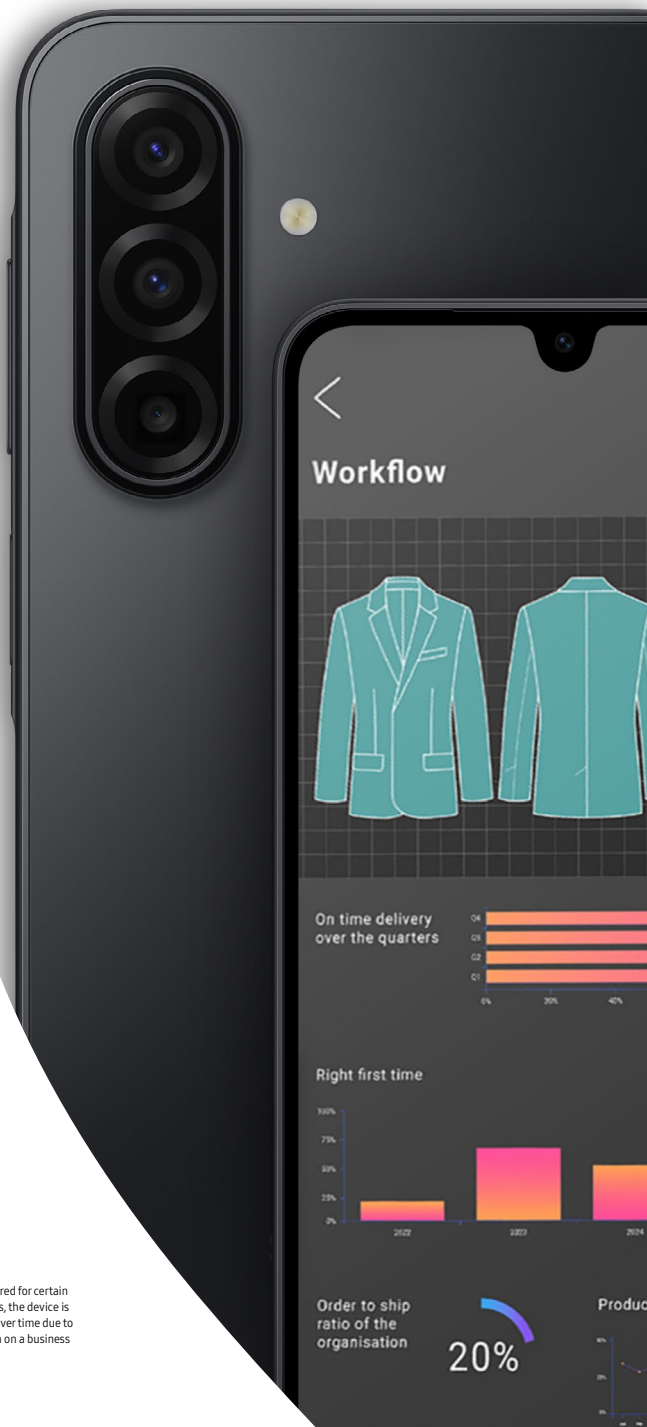 Workflow
On time delivery
over the quarters
Q4
Q3
Q2
Q1
0% 20% 40%
Right first time
100%
75%
50%
25%
0%
2022 2023 2024
Order to ship
ratio of the
organisation
20%
Produc
red for certain
s, the device is
ver time due to
on a business